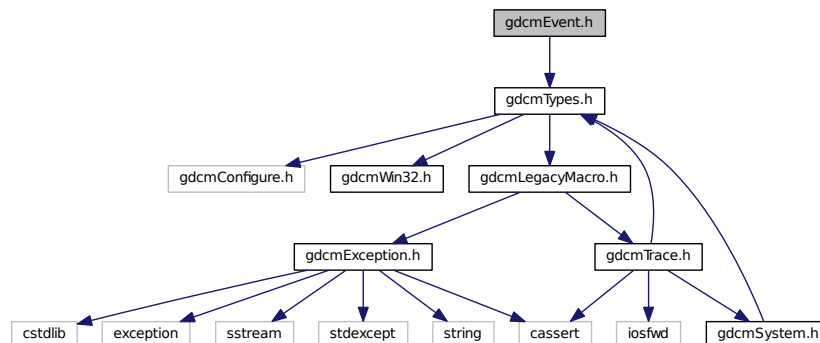 gdcmEvent.h
gdcmTypes.h
gdcmConfigure.h
gdcmWin32.h
gdcmLegacyMacro.h
gdcmException.h
gdcmTrace.h
cstdlib
exception
sstream
stdexcept
string
cassert
iosfwd
gdcmSystem.h